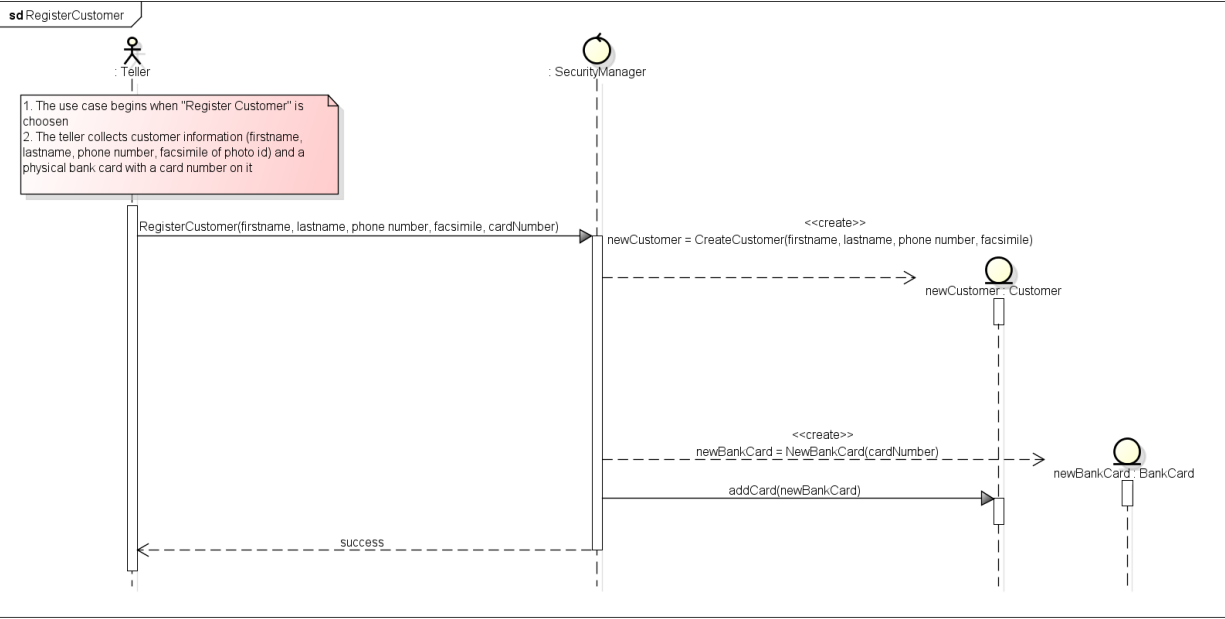 sd RegisterCustomer
: Teller
: SecurityManager
1. The use case begins when "Register Customer" is
choosen
2. The teller collects customer information (firstname,
lastname, phone number, facsimile of photo id) and a
physical bank card with a card number on it
RegisterCustomer(firstname, lastname, phone number, facsimile, cardNumber)
<<create>>
newCustomer = CreateCustomer(firstname, lastname, phone number, facsimile)
newCustomer : Customer
<<create>>
newBankCard = NewBankCard(cardNumber)
newBankCard : BankCard
addCard(newBankCard)
success